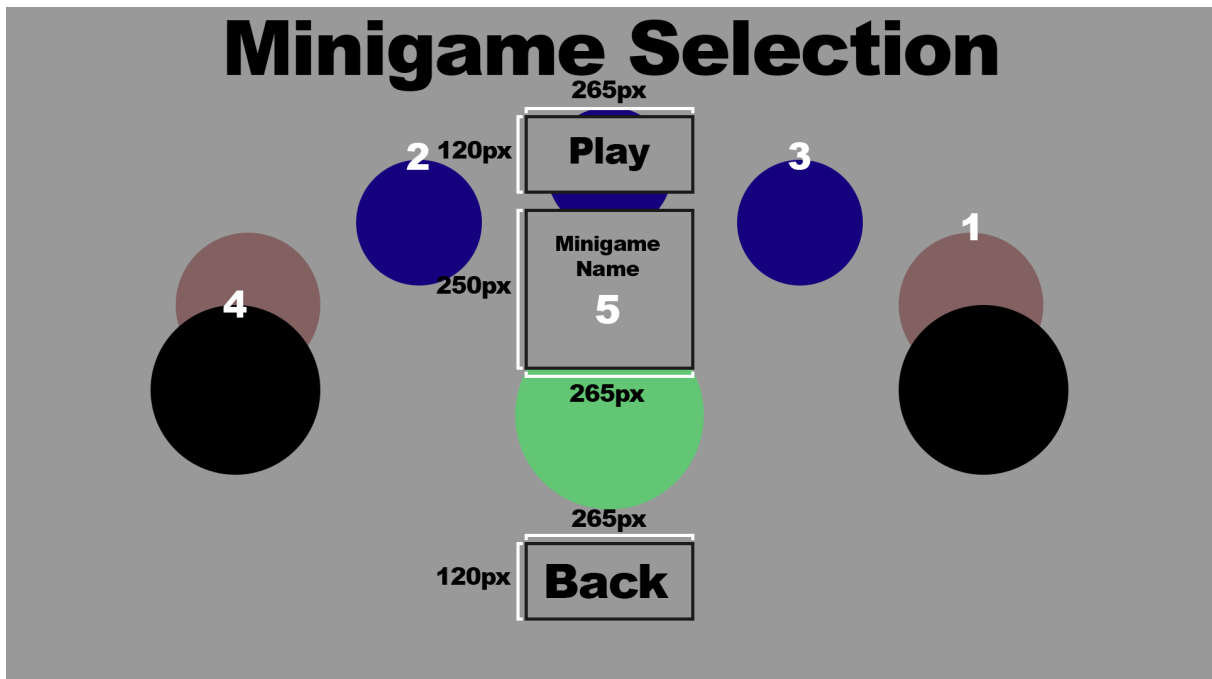 Minigame Selection
265px
120px
Play
2
3
1
Minigame
Name
250px
5
4
265px
265px
120px
Back